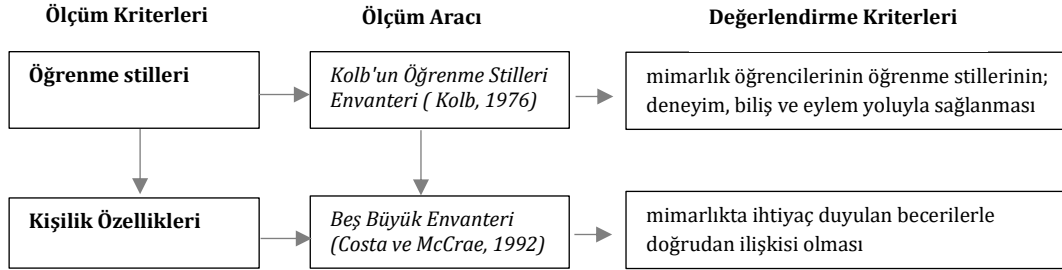 Ölçüm Kriterleri
Ölçüm Aracı
Değerlendirme Kriterleri
Öğrenme stilleri
Kolb'un Öğrenme Stilleri
Envanteri ( Kolb, 1976)
mimarlık öğrencilerinin öğrenme stillerinin;
deneyim, biliş ve eylem yoluyla sağlanması
Kişilik Özellikleri
Beş Büyük Envanteri
(Costa ve McCrae, 1992)
mimarlıkta ihtiyaç duyulan becerilerle
doğrudan ilişkisi olması